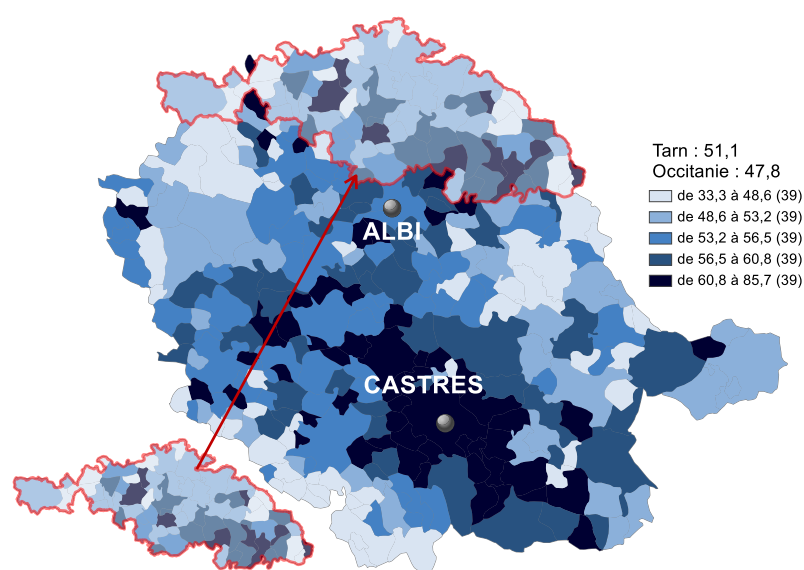 Tarn : 51,1
Occitanie : 47,8
de 33,3 à 48,6 (39)
de 48,6 à 53,2 (39)
de 53,2 à 56,5 (39)
de 56,5 à 60,8 (39)
de 60,8 à 85,7 (39)
ALBI
CASTRES